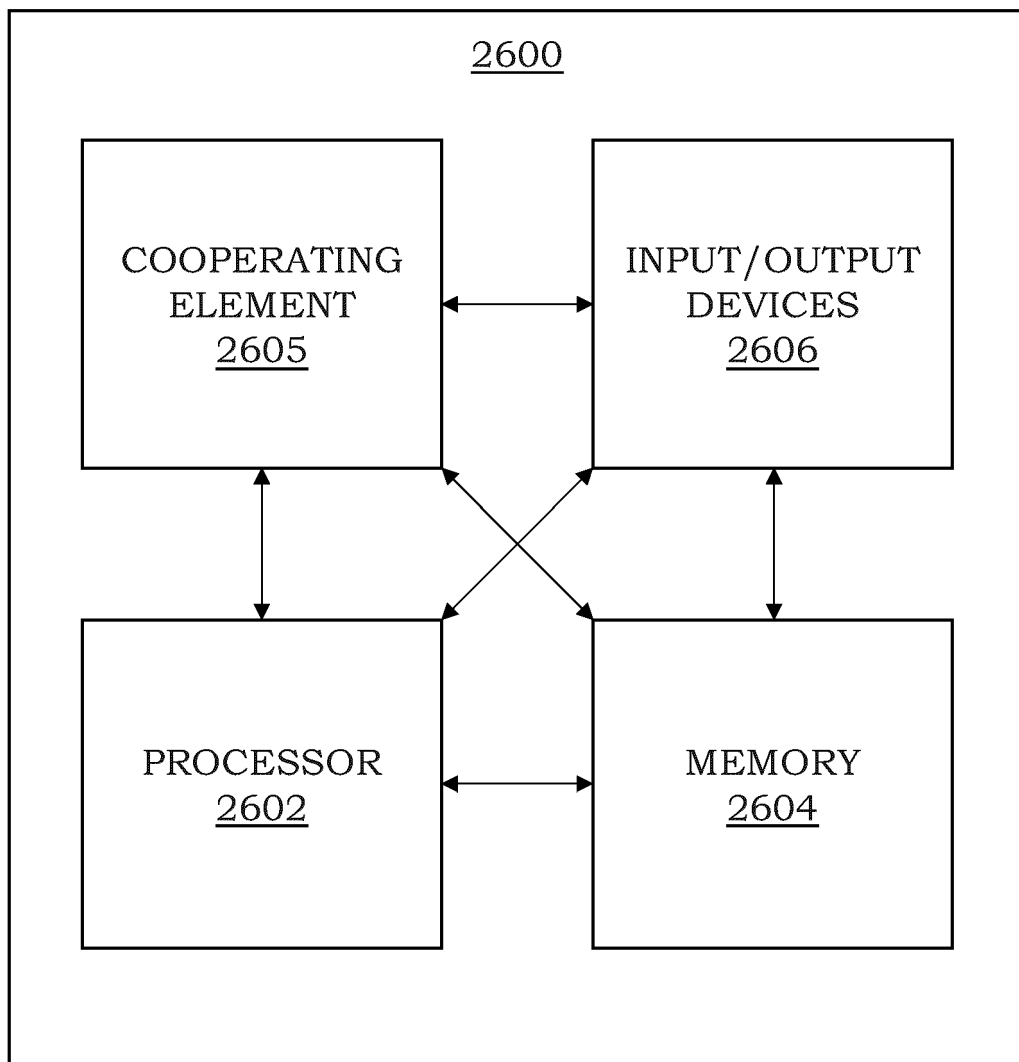 2600
COOPERATING
ELEMENT
2605
INPUT/OUTPUT
DEVICES
2606
PROCESSOR
2602
MEMORY
2604